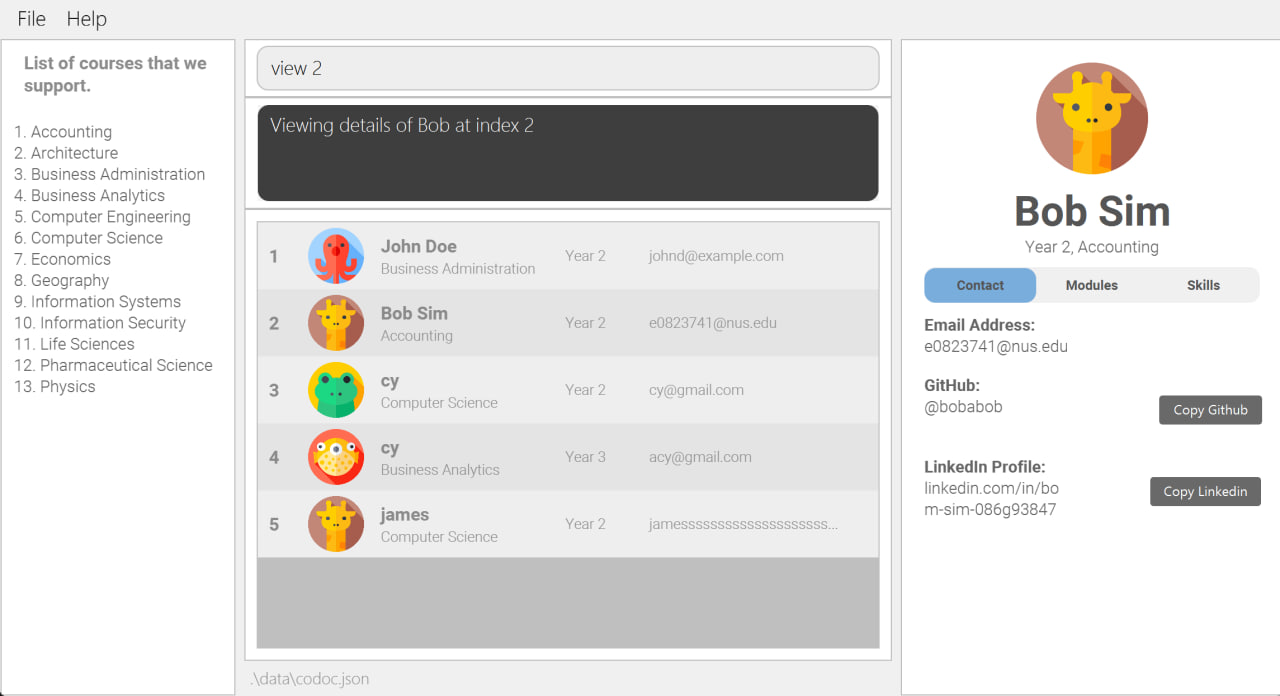 File Help
List of courses that we
support.
1. Accounting
2. Architecture
3. Business Administration
4. Business Analytics
5. Computer Engineering
6. Computer Science
7. Economics
8. Geography
9. Information Systems
10. Information Security
11. Life Sciences
12. Pharmaceutical Science
13. Physics
view 2
Viewing details of Bob at index 2
1 John Doe Year 2 johnd@example.com
Business Administration
2 Bob Sim Year 2 e0823741@nus.edu
Accounting
3 cy Year 2 cy@gmail.com
Computer Science
4 cy Year 3 acy@gmail.com
Business Analytics
5 james Year 2 jamessssssssssssssssssss...
Computer Science
.\data\codoc.json
Bob Sim
Year 2, Accounting
Contact Modules Skills
Email Address:
e0823741@nus.edu
GitHub:
@bobabob
Copy Github
LinkedIn Profile:
linkedin.com/in/bo
m-sim-086g93847
Copy Linkedin